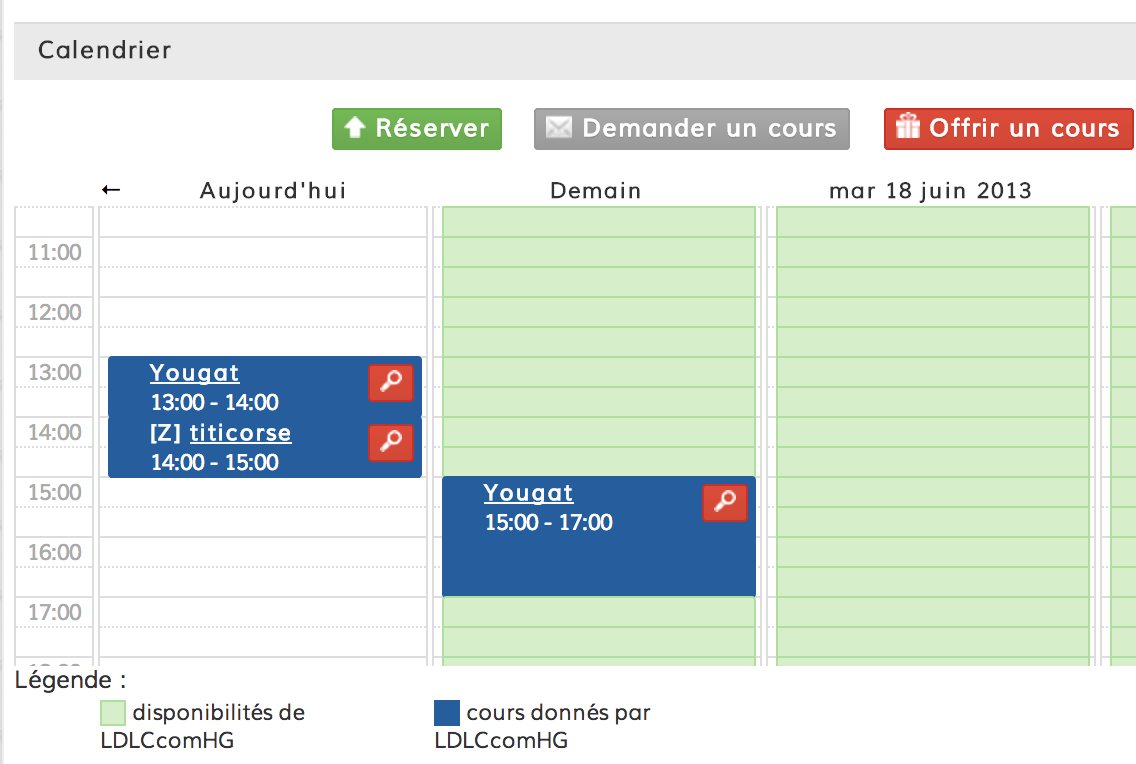 Calendrier
Réserver
Demander un cours
Offrir un cours
← Aujourd'hui
Demain
mar 18 juin 2013
11:00
12:00
13:00
14:00
15:00
16:00
17:00
Yougat
13:00 - 14:00
[Z] titicorse
14:00 - 15:00
Yougat
15:00 - 17:00
Légende :
disponibilités de
LDLCcomHG
cours donnés par
LDLCcomHG